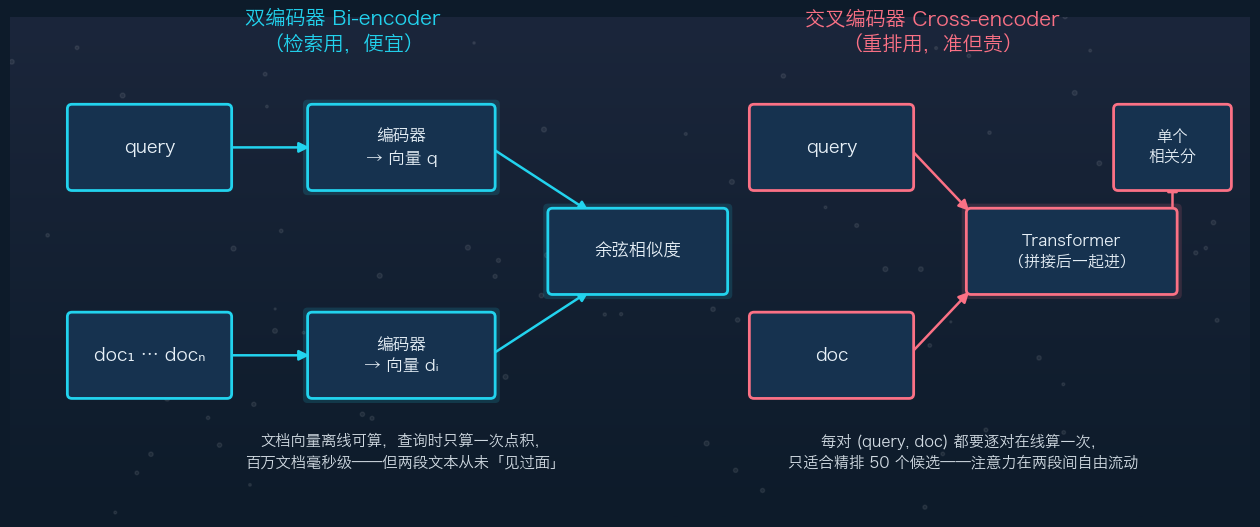 双编码器 Bi-encoder
（检索用，便宜）
query
编码器
→ 向量 q
余弦相似度
doc₁ ⋯ docₙ
编码器
→ 向量 dᵢ
文档向量离线可算，查询时只算一次点积，
百万文档毫秒级——但两段文本从未「见过面」
交叉编码器 Cross-encoder
（重排用，准但贵）
query
单个
相关分
Transformer
（拼接后一起进）
doc
每对 (query, doc) 都要逐对在线算一次，
只适合精排 50 个候选——注意力在两段间自由流动